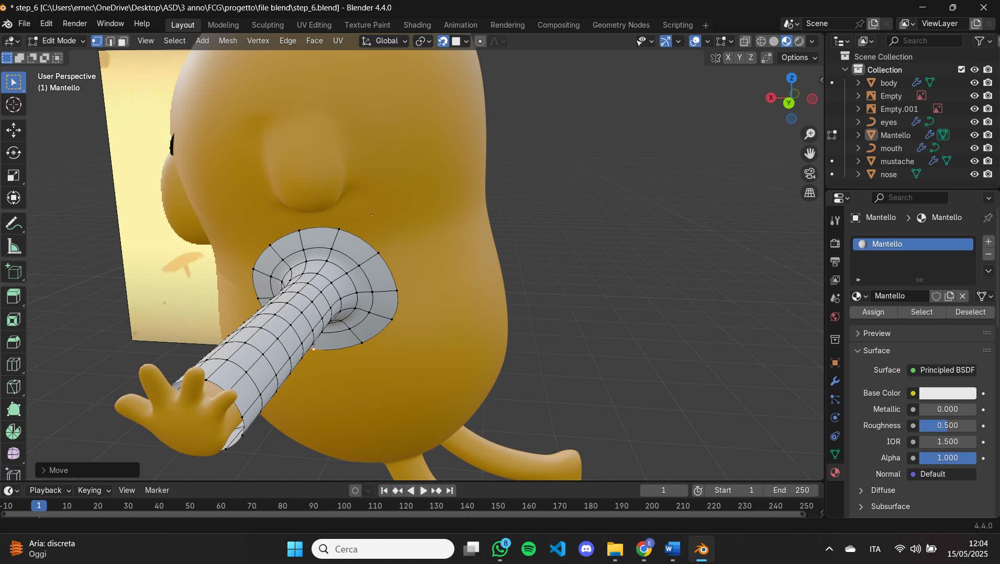 * step_6 [C:\Users\ernec\OneDrive\Desktop\ASD\3 anno\FCG\progetto\file blend\step_6.blend] - Blender 4.4.0
File Edit Render Window Help Layout Modeling Sculpting UV Editing Texture Paint Shading Animation Rendering Compositing Geometry Nodes Scripting + Scene ViewLayer
Edit Mode View Select Add Mesh Vertex Edge Face UV Global Search
X Y Z Options
User Perspective
(1) Mantello
Z
X
Y
Scene Collection
Collection
body
Empty
Empty.001
eyes
Mantello
mouth
mustache
nose
Search
Mantello > Mantello
Mantello
Mantello
Assign Select Deselect
Preview
Surface
Surface Principled BSDF
Base Color
Metallic 0.000
Roughness 0.500
IOR 1.500
Alpha 1.000
Normal Default
Diffuse
Subsurface
Move
Playback Keying View Marker 1 Start 1 End 250
-10 1 10 20 30 40 50 60 70 80 90 100 110 120 130 140 150 160 170 180 190 200 210 220 230 240 250
4.4.0
Aria: discreta
Oggi
Cerca
8
E
ITA
12:04
15/05/2025